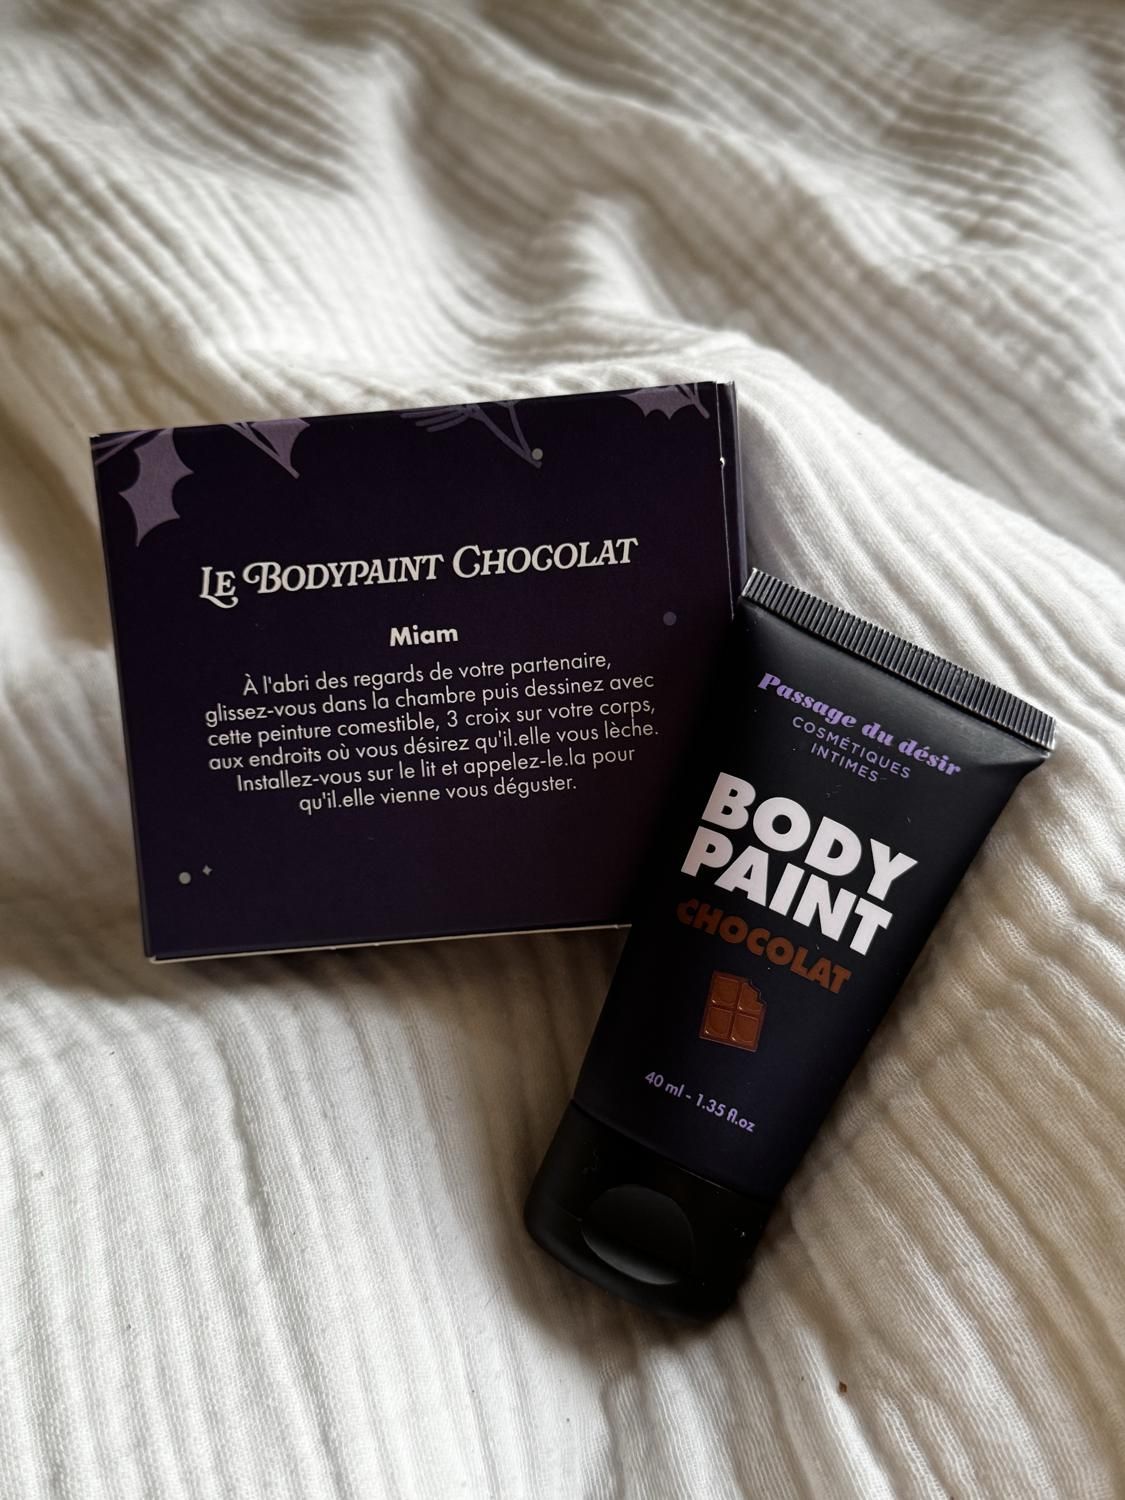 Le Bodypaint Chocolat
Miam
À l'abri des regards de votre partenaire,
glissez-vous dans la chambre puis dessinez avec
cette peinture comestible, 3 croix sur votre corps,
aux endroits où vous désirez qu'il.elle vous lèche.
Installez-vous sur le lit et appelez-le.la pour
qu'il.elle vienne vous déguster.
Passage du désir
COSMÉTIQUES
INTIMES
BODY
PAINT
CHOCOLAT
40 ml - 1.35 fl.oz